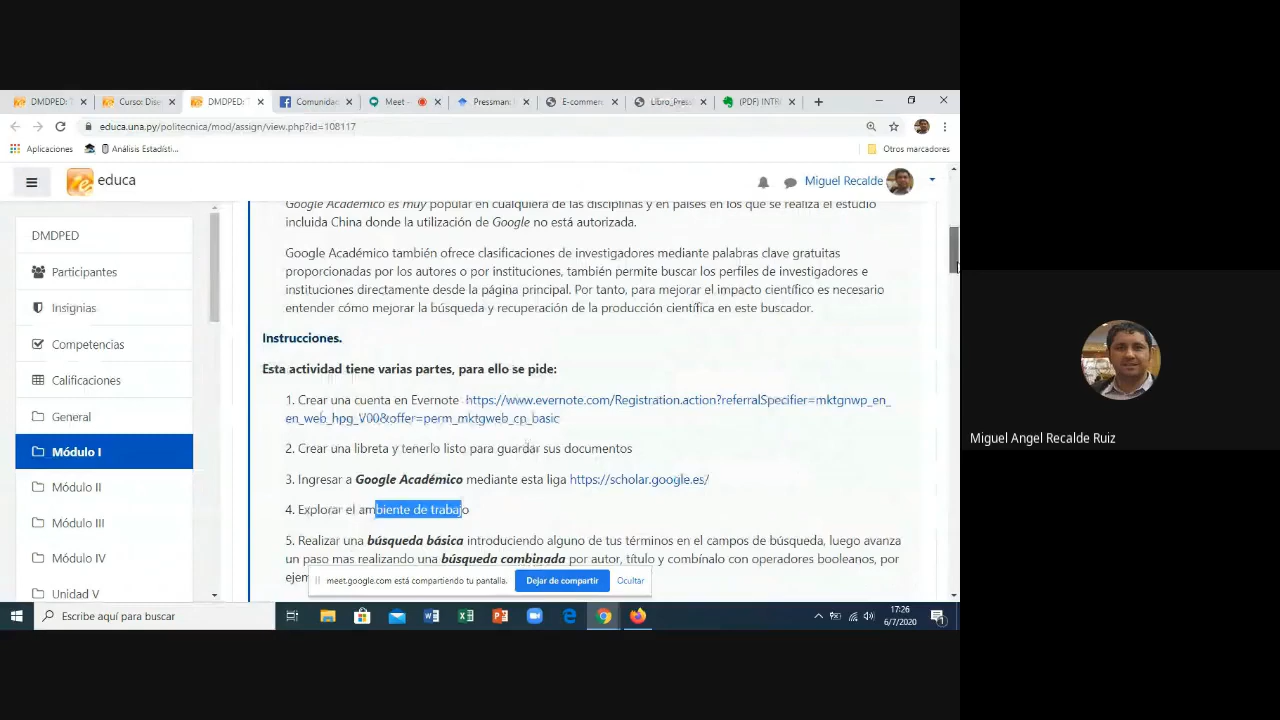 DMDPED: T
Curso: Dise
DMDPED: T
Comunidad
Meet –
Pressman:
E-commer
Libro_Pres
(PDF) INTR
educa.una.py/politecnica/mod/assign/view.php?id=108117
Aplicaciones
Análisis Estadísti...
Otros marcadores
educa
Miguel Recalde
DMDPED
Participantes
Insignias
Competencias
Calificaciones
General
Módulo I
Módulo II
Módulo III
Módulo IV
Unidad V
Google Académico es muy popular en cualquiera de las disciplinas y en países en los que se realiza el estudio
incluida China donde la utilización de Google no está autorizada.
Google Académico también ofrece clasificaciones de investigadores mediante palabras clave gratuitas
proporcionadas por los autores o por instituciones, también permite buscar los perfiles de investigadores e
instituciones directamente desde la página principal. Por tanto, para mejorar el impacto científico es necesario
entender cómo mejorar la búsqueda y recuperación de la producción científica en este buscador.
Instrucciones.
Esta actividad tiene varias partes, para ello se pide:
1. Crear una cuenta en Evernote https://www.evernote.com/Registration.action?referralSpecifier=mktgnwp_en_
en_web_hpg_V00&offer=perm_mktgweb_cp_basic
2. Crear una libreta y tenerlo listo para guardar sus documentos
3. Ingresar a Google Académico mediante esta liga https://scholar.google.es/
4. Explorar el ambiente de trabajo
5. Realizar una búsqueda básica introduciendo alguno de tus términos en el campos de búsqueda, luego avanza
un paso mas realizando una búsqueda combinada por autor, título y combínalo con operadores booleanos, por
ejem
meet.google.com está compartiendo tu pantalla.
Dejar de compartir
Ocultar
Escribe aquí para buscar
17:26
6/7/2020
Miguel Angel Recalde Ruiz